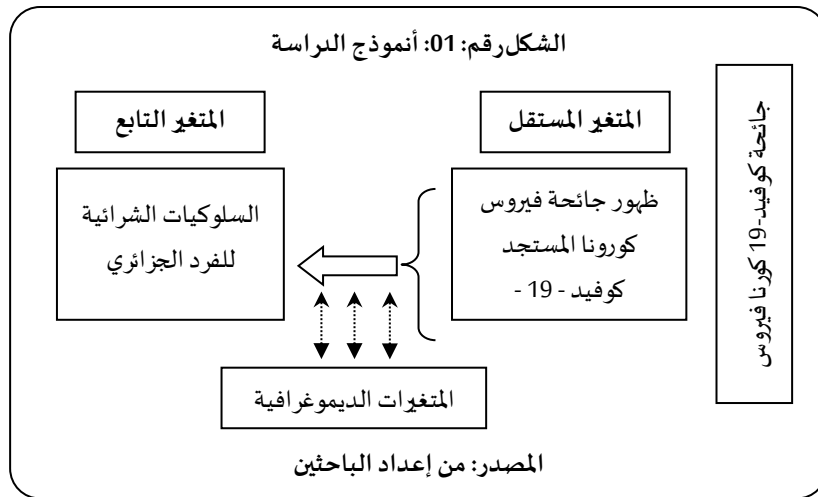 الشكل رقم: 01: أنموذج الدراسة
جائحة كوفيد-19 كورنا فيروس
المتغير المستقل
المتغير التابع
ظهور جائحة فيروس
كورونا المستجد
كوفيد - 19 -
السلوكيات الشرائية
للفرد الجزائري
المتغيرات الديموغرافية
المصدر: من إعداد الباحثين